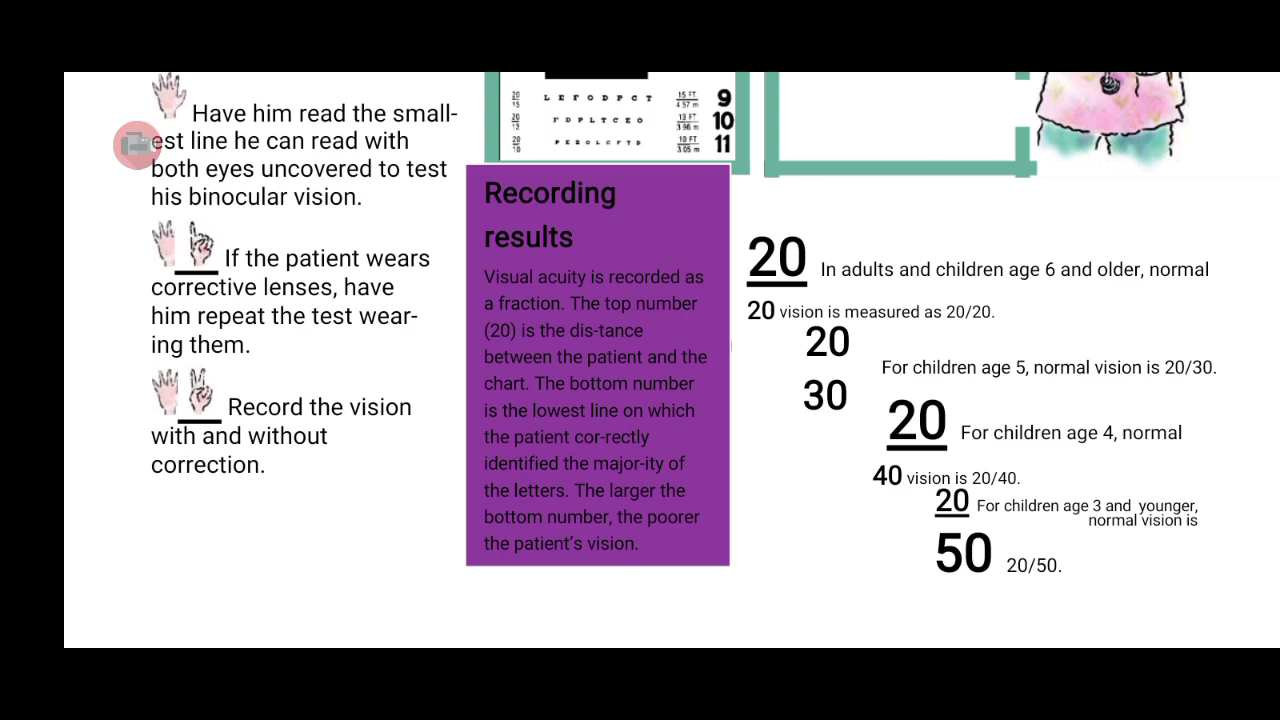 Have him read the small-
est line he can read with
both eyes uncovered to test
his binocular vision.
If the patient wears
corrective lenses, have
him repeat the test wear-
ing them.
Record the vision
with and without
correction.
20
15
L E F O D P C T
15 FT
4.57 m
9
20
13
F D P L T C E O
13 FT
3.96 m
10
20
10
P E Z O L C F T D
10 FT
3.05 m
11
Recording
results
Visual acuity is recorded as
a fraction. The top number
(20) is the dis-tance
between the patient and the
chart. The bottom number
is the lowest line on which
the patient cor-rectly
identified the major-ity of
the letters. The larger the
bottom number, the poorer
the patient's vision.
20 In adults and children age 6 and older, normal
20 vision is measured as 20/20.
20
For children age 5, normal vision is 20/30.
30
20 For children age 4, normal
40 vision is 20/40.
20 For children age 3 and younger,
normal vision is
50 20/50.